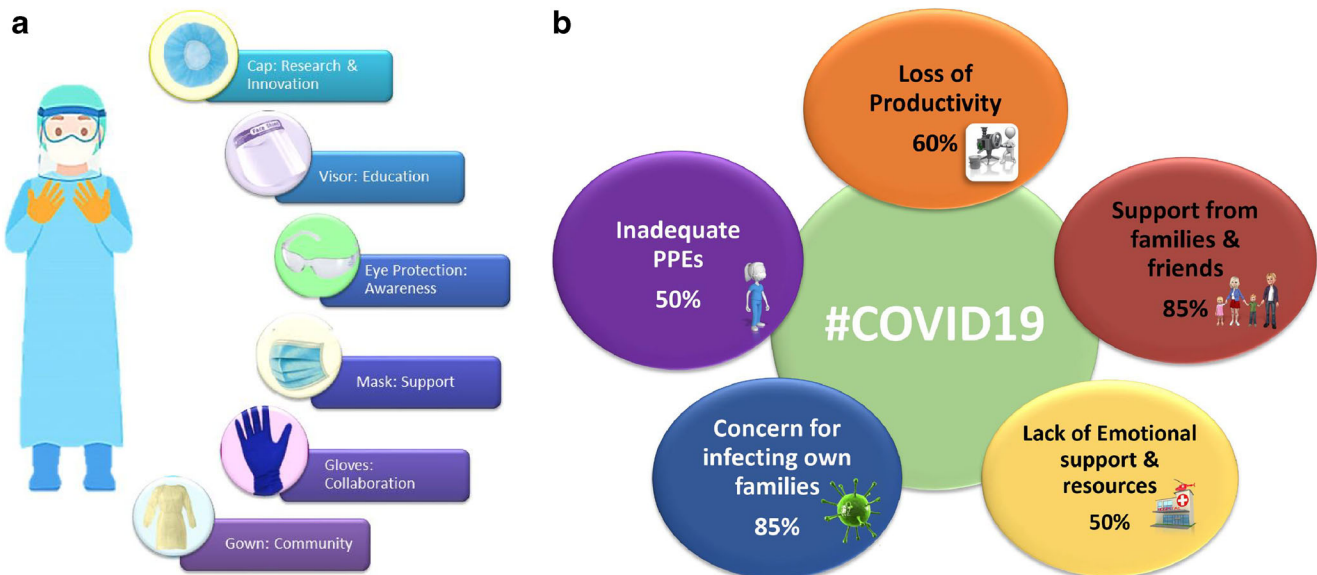 a
Cap: Research &
Innovation
Visor: Education
Eye Protection:
Awareness
Mask: Support
Gloves:
Collaboration
Gown: Community
b
Loss of
Productivity
60%
Inadequate
PPEs
50%
Support from
families &
friends
85%
#COVID19
Concern for
infecting own
families
85%
Lack of Emotional
support &
resources
50%